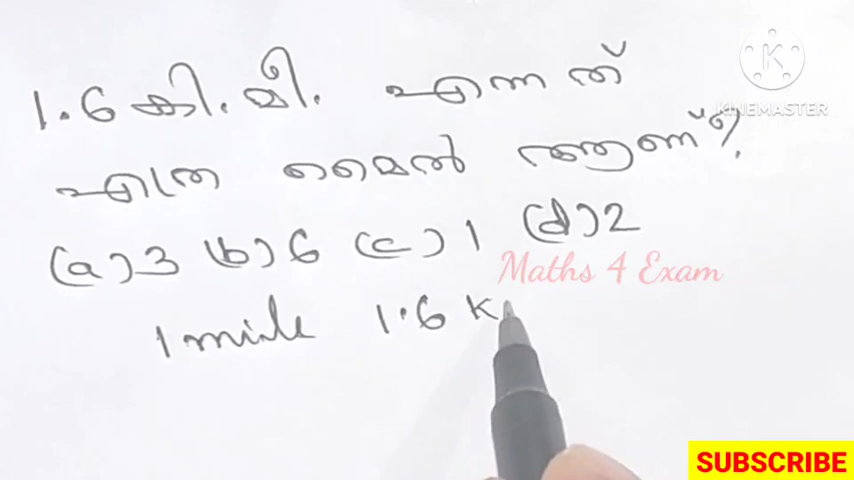 1.6 കി.മീ. എന്നത്
എത്ര മൈൽ ആണ്?
(a) 3 (b) 6 (c) 1 (d) 2
1 mile 1.6 K
Maths 4 Exam
KINEMASTER
SUBSCRIBE